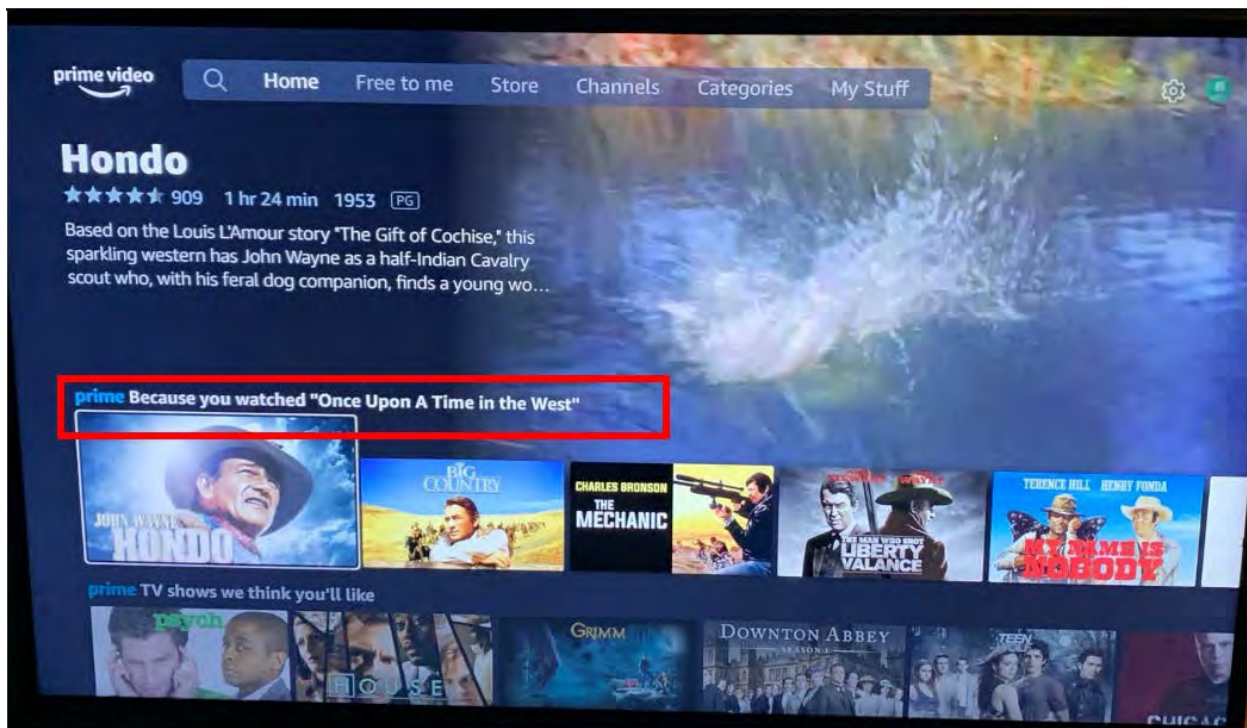 prime video
Home Free to me Store Channels Categories My Stuff
Hondo
909 1 hr 24 min 1953 PG
Based on the Louis L'Amour story "The Gift of Cochise," this
sparkling western has John Wayne as a half-Indian Cavalry
scout who, with his feral dog companion, finds a young wo...
prime Because you watched "Once Upon A Time in the West"
JOHN WAYNE
HONDO
THE
BIG
COUNTRY
CHARLES BRONSON
THE
MECHANIC
WAYNE
THE MAN WHO SHOT
LIBERTY
VALANCE
TERENCE HILL HENRY FONDA
MY NAME IS
NOBODY
prime TV shows we think you'll like
psych
HOUSE
GRIMM
DOWNTON ABBEY
SEASON 1
TEEN
CHICAG